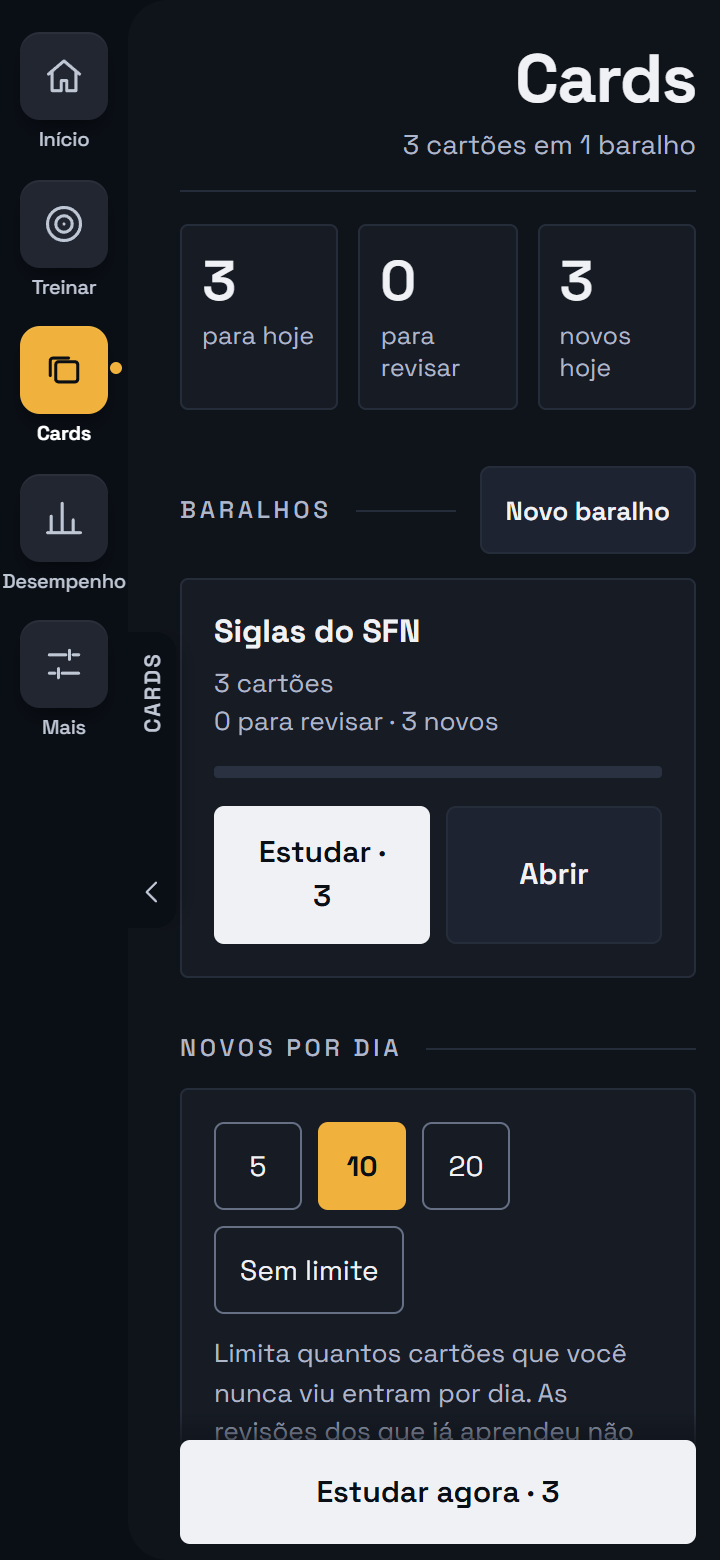 Início
Treinar
Cards
Desempenho
Mais
CARDS
Cards
3 cartões em 1 baralho
3
para hoje
0
para
revisar
3
novos
hoje
BARALHOS
Novo baralho
Siglas do SFN
3 cartões
0 para revisar · 3 novos
Estudar ·
3
Abrir
NOVOS POR DIA
5
10
20
Sem limite
Limita quantos cartões que você
nunca viu entram por dia. As
revisões dos que já aprendeu não
Estudar agora · 3